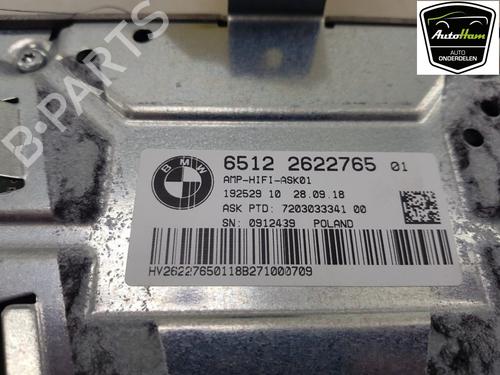 AutoHam
AUTO
ONDERDELEN
B-PARTS
BMW
6512 2622765 01
AMP-HIFI-ASK01
192529 10 28.09.18
ASK PTD: 7203033341 00
SN: 0912439 POLAND
HV26227650118B271000709